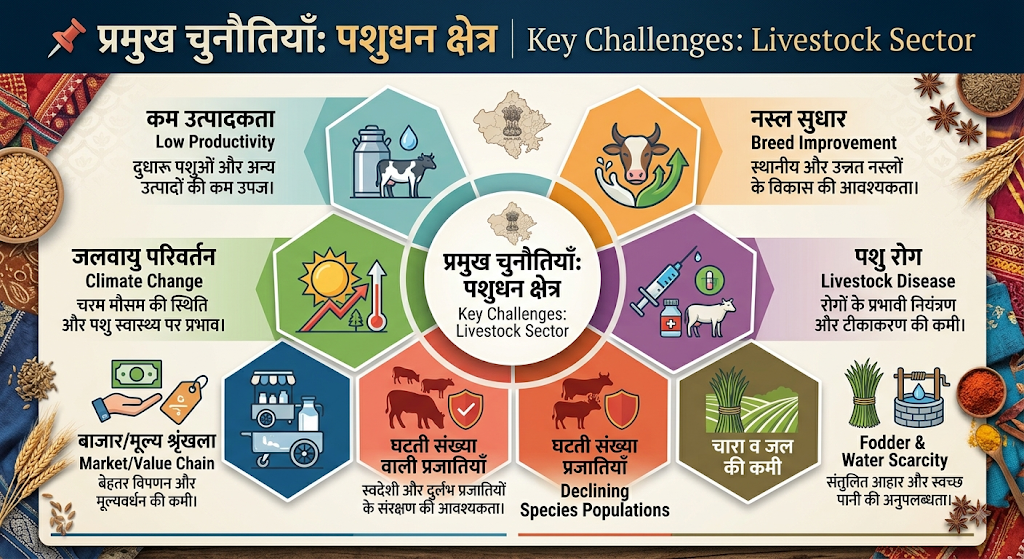 प्रमुख चुनौतियाँ: पशुधन क्षेत्र | Key Challenges: Livestock Sector
कम उत्पादकता
Low Productivity
दुधारू पशुओं और अन्य
उत्पादों की कम उपज।
नस्ल सुधार
Breed Improvement
स्थानीय और उन्नत नस्लों
के विकास की आवश्यकता।
जलवायु परिवर्तन
Climate Change
चरम मौसम की स्थिति
और पशु स्वास्थ्य पर प्रभाव।
प्रमुख चुनौतियाँ:
पशुधन क्षेत्र
Key Challenges:
Livestock Sector
पशु रोग
Livestock Disease
रोगों के प्रभावी नियंत्रण
और टीकाकरण की कमी।
बाजार/मूल्य श्रृंखला
Market/Value Chain
बेहतर विपणन और
मूल्यवर्धन की कमी।
घटती संख्या
वाली प्रजातियाँ
स्वदेशी और दुर्लभ प्रजातियों
के संरक्षण की आवश्यकता।
घटती संख्या
प्रजातियाँ
Declining
Species Populations
चारा व जल
की कमी
Fodder &
Water Scarcity
संतुलित आहार और स्वच्छ
पानी की अनुपलब्धता।